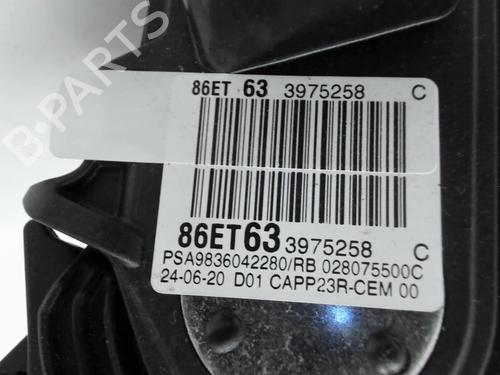 86ET 63 3975258 C
86ET63 3975258 C
PSA9836042280/RB 028075500C
24-06-20 D01 CAPP23R-CEM 00
B-PARTS